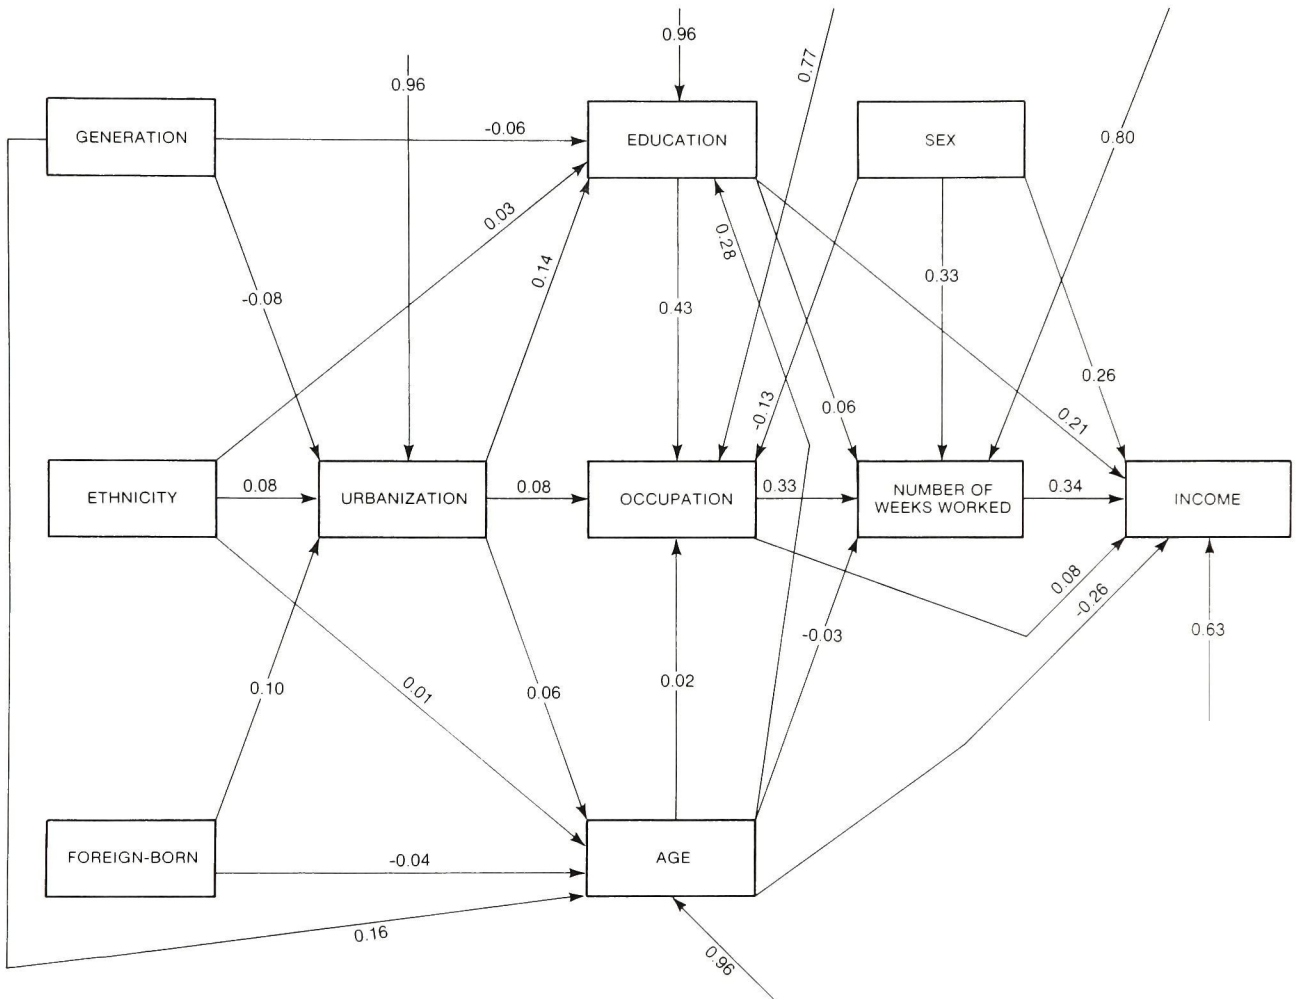 0.96
0.77
0.96
0.80
GENERATION
-0.06
EDUCATION
SEX
0.03
0.28
0.14
-0.08
0.43
0.33
0.26
-0.13
0.06
0.21
ETHNICITY
0.08
URBANIZATION
0.08
OCCUPATION
0.33
NUMBER OF
WEEKS WORKED
0.34
INCOME
0.08
-0.26
-0.03
0.63
0.10
0.01
0.06
0.02
FOREIGN-BORN
-0.04
AGE
0.16
0.96